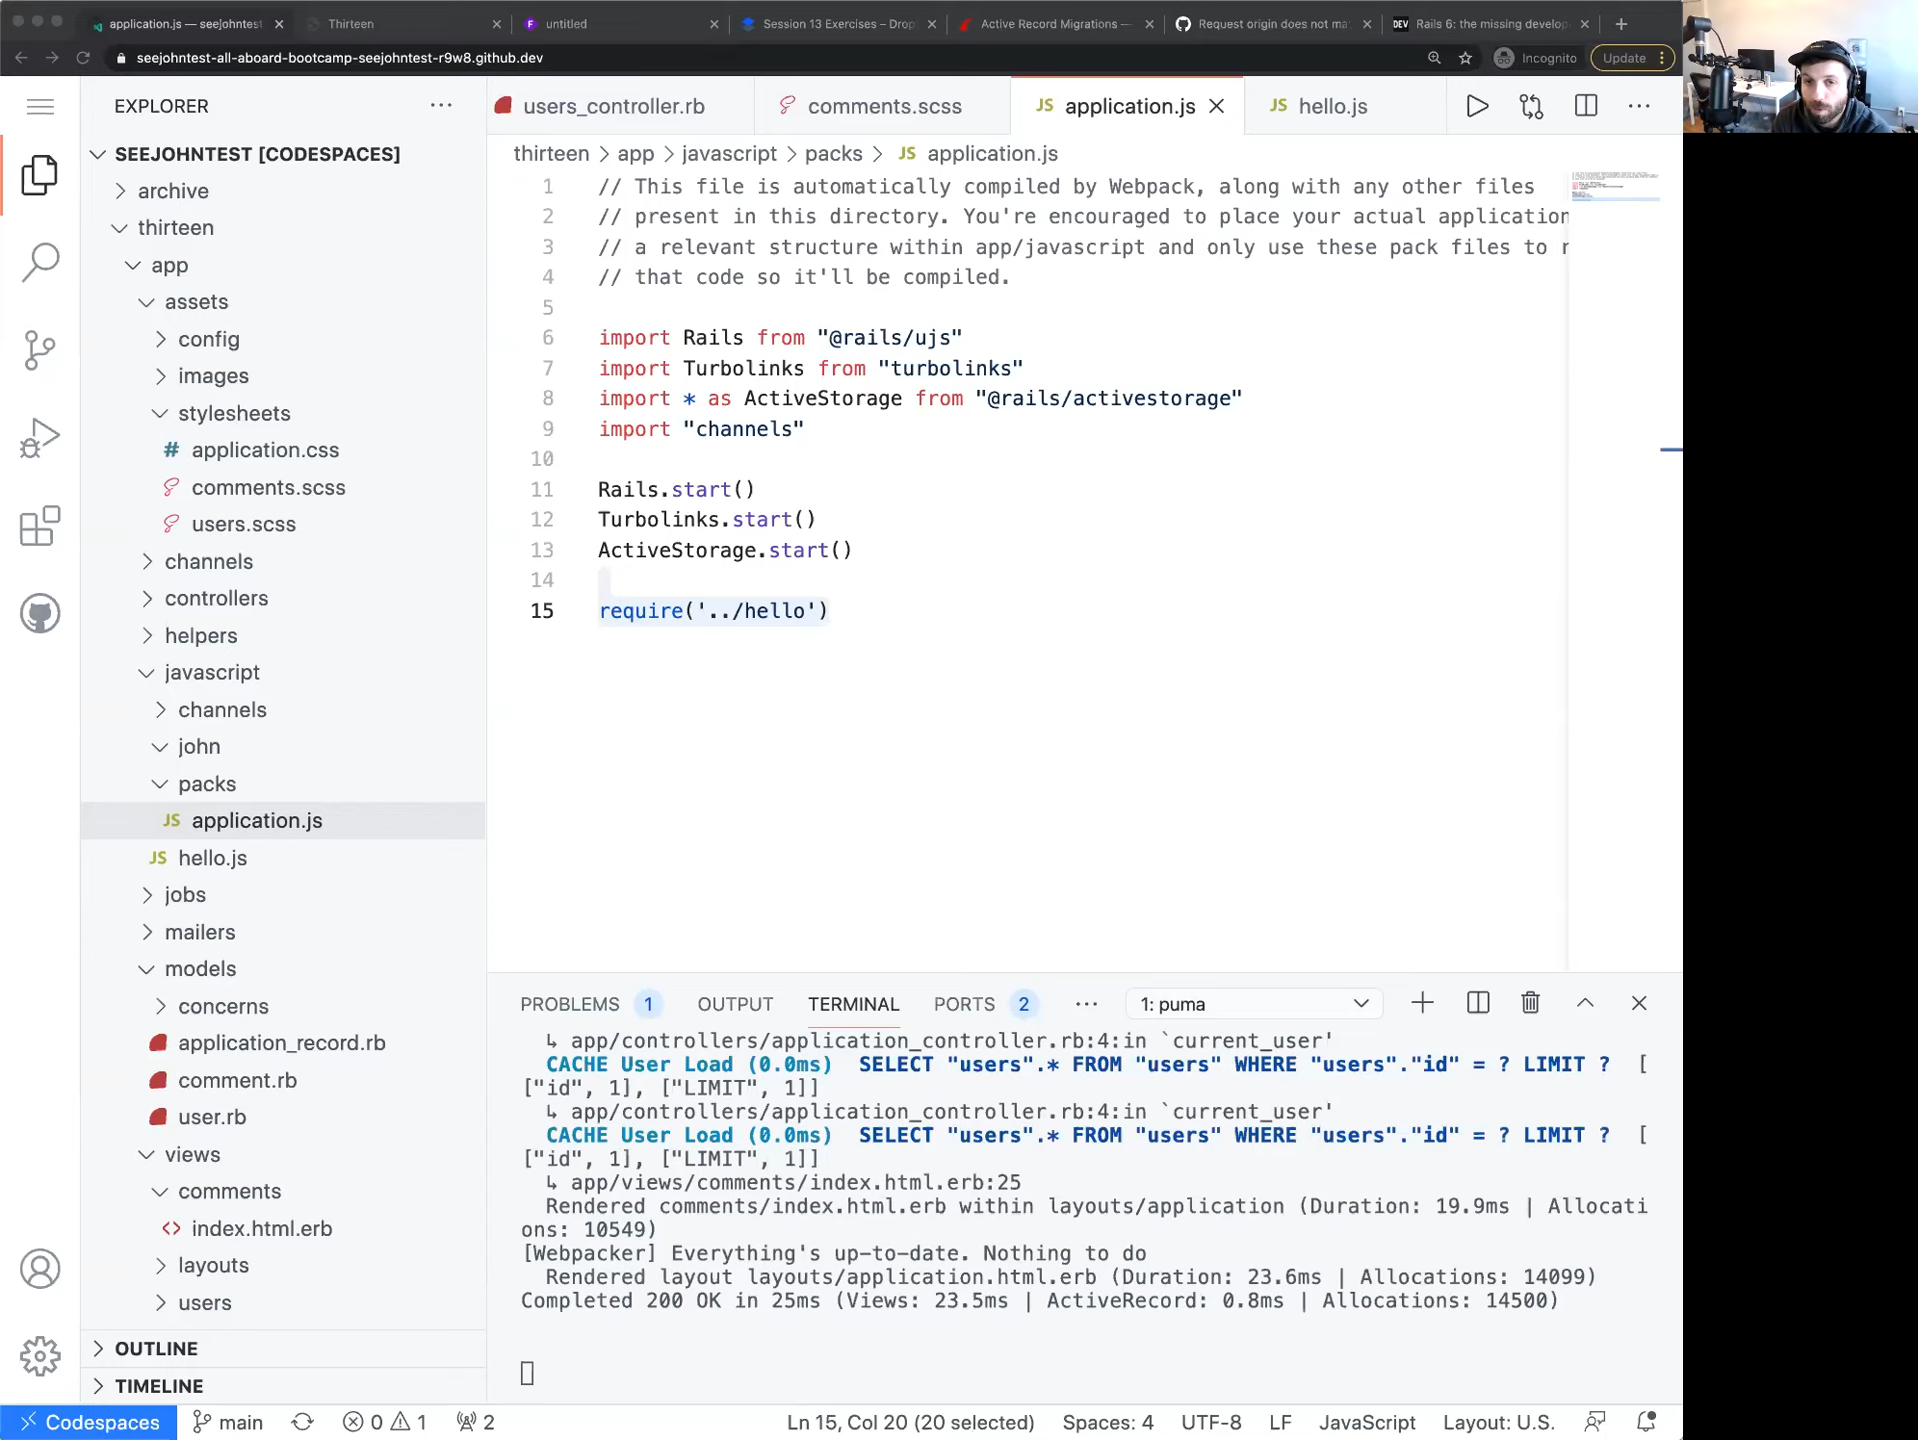 application.js — seejohntest
Thirteen
untitled
Session 13 Exercises – Drop
Active Record Migrations —
Request origin does not ma
DEV
Rails 6: the missing develop
seejohntest-all-aboard-bootcamp-seejohntest-r9w8.github.dev
Incognito
Update
EXPLORER
SEEJOHNTEST [CODESPACES]
archive
thirteen
app
assets
config
images
stylesheets
# application.css
comments.scss
users.scss
channels
controllers
helpers
javascript
channels
john
packs
JS application.js
JS hello.js
jobs
mailers
models
concerns
application_record.rb
comment.rb
user.rb
views
comments
<> index.html.erb
layouts
users
OUTLINE
TIMELINE
users_controller.rb
comments.scss
JS application.js
JS hello.js
thirteen > app > javascript > packs > JS application.js
1 // This file is automatically compiled by Webpack, along with any other files
2 // present in this directory. You're encouraged to place your actual application
3 // a relevant structure within app/javascript and only use these pack files to r
4 // that code so it'll be compiled.
5
6 import Rails from "@rails/ujs"
7 import Turbolinks from "turbolinks"
8 import * as ActiveStorage from "@rails/activestorage"
9 import "channels"
10
11 Rails.start()
12 Turbolinks.start()
13 ActiveStorage.start()
14
15 require('../hello')
PROBLEMS 1 OUTPUT TERMINAL PORTS 2 ··· 1: puma
↳ app/controllers/application_controller.rb:4:in `current_user'
CACHE User Load (0.0ms) SELECT "users".* FROM "users" WHERE "users"."id" = ? LIMIT ? [
["id", 1], ["LIMIT", 1]]
↳ app/controllers/application_controller.rb:4:in `current_user'
CACHE User Load (0.0ms) SELECT "users".* FROM "users" WHERE "users"."id" = ? LIMIT ? [
["id", 1], ["LIMIT", 1]]
↳ app/views/comments/index.html.erb:25
Rendered comments/index.html.erb within layouts/application (Duration: 19.9ms | Allocati
ons: 10549)
[Webpacker] Everything's up-to-date. Nothing to do
Rendered layout layouts/application.html.erb (Duration: 23.6ms | Allocations: 14099)
Completed 200 OK in 25ms (Views: 23.5ms | ActiveRecord: 0.8ms | Allocations: 14500)
Codespaces main 0 1 2 Ln 15, Col 20 (20 selected) Spaces: 4 UTF-8 LF JavaScript Layout: U.S.